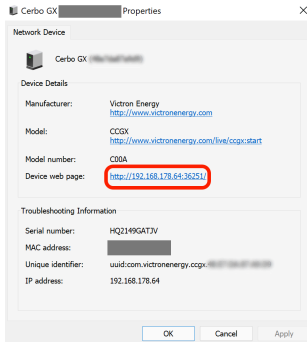 Cerbo GX Properties
Network Device
Cerbo GX
Device Details
Manufacturer: Victron Energy
http://www.victronenergy.com
Model: CCGX
http://www.victronenergy.com/live/ccgx:start
Model number: C00A
Device web page: http://192.168.178.64:36251/
Troubleshooting Information
Serial number: HQ2149GATJV
MAC address:
Unique identifier: uuid:com.victronenergy.ccgx.
IP address: 192.168.178.64
OK Cancel Apply